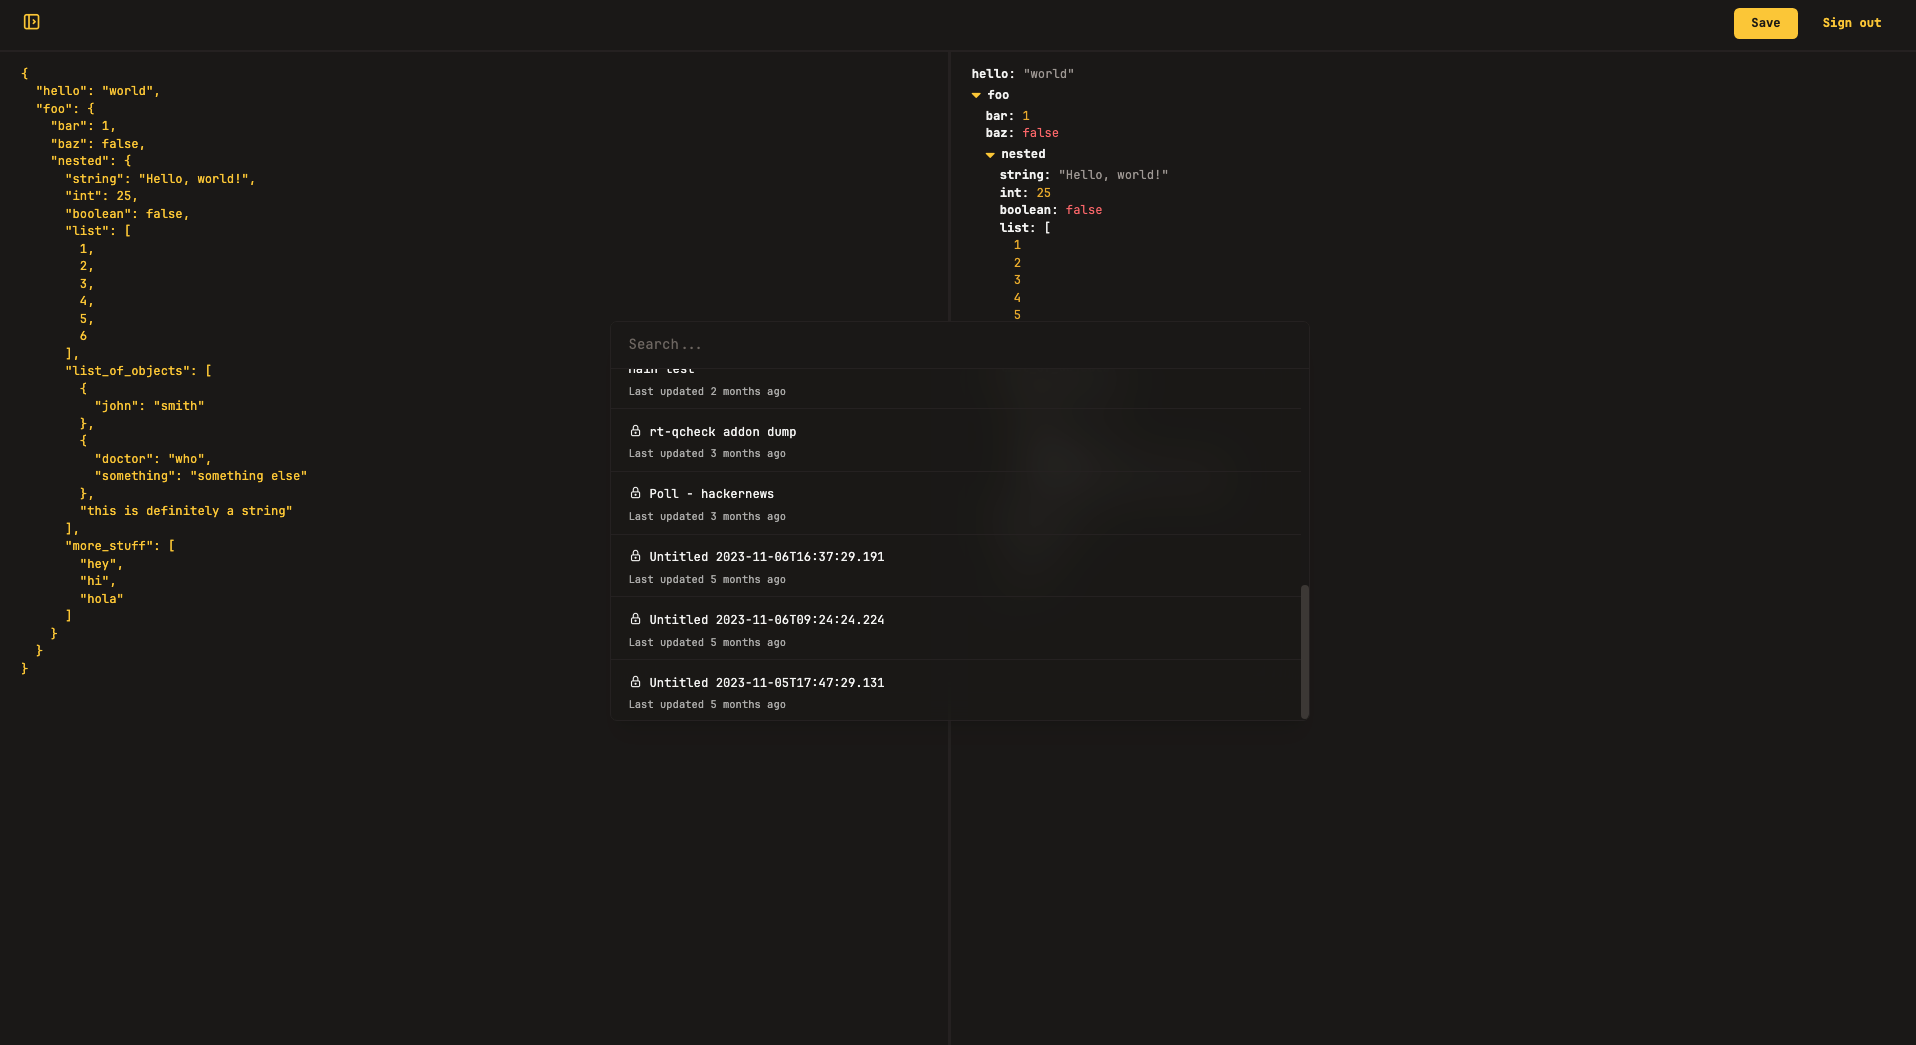 Save
Sign out
{
"hello": "world",
"foo": {
"bar": 1,
"baz": false,
"nested": {
"string": "Hello, world!",
"int": 25,
"boolean": false,
"list": [
1,
2,
3,
4,
5,
6
],
"list_of_objects": [
{
"john": "smith"
},
{
"doctor": "who",
"something": "something else"
},
"this is definitely a string"
],
"more_stuff": [
"hey",
"hi",
"hola"
]
}
}
}
hello: "world"
foo
bar: 1
baz: false
nested
string: "Hello, world!"
int: 25
boolean: false
list: [
1
2
3
4
5
Search...
Main test
Last updated 2 months ago
rt-qcheck addon dump
Last updated 3 months ago
Poll - hackernews
Last updated 3 months ago
Untitled 2023-11-06T16:37:29.191
Last updated 5 months ago
Untitled 2023-11-06T09:24:24.224
Last updated 5 months ago
Untitled 2023-11-05T17:47:29.131
Last updated 5 months ago